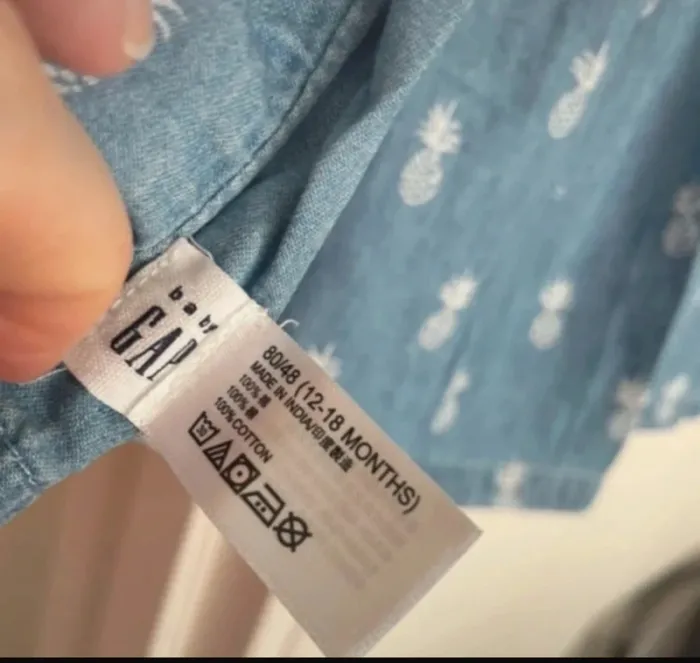 baby
GAP
80/48 (12-18 MONTHS)
MADE IN INDIA/印度製造
100% 棉
100% 綿
100% COTTON
30